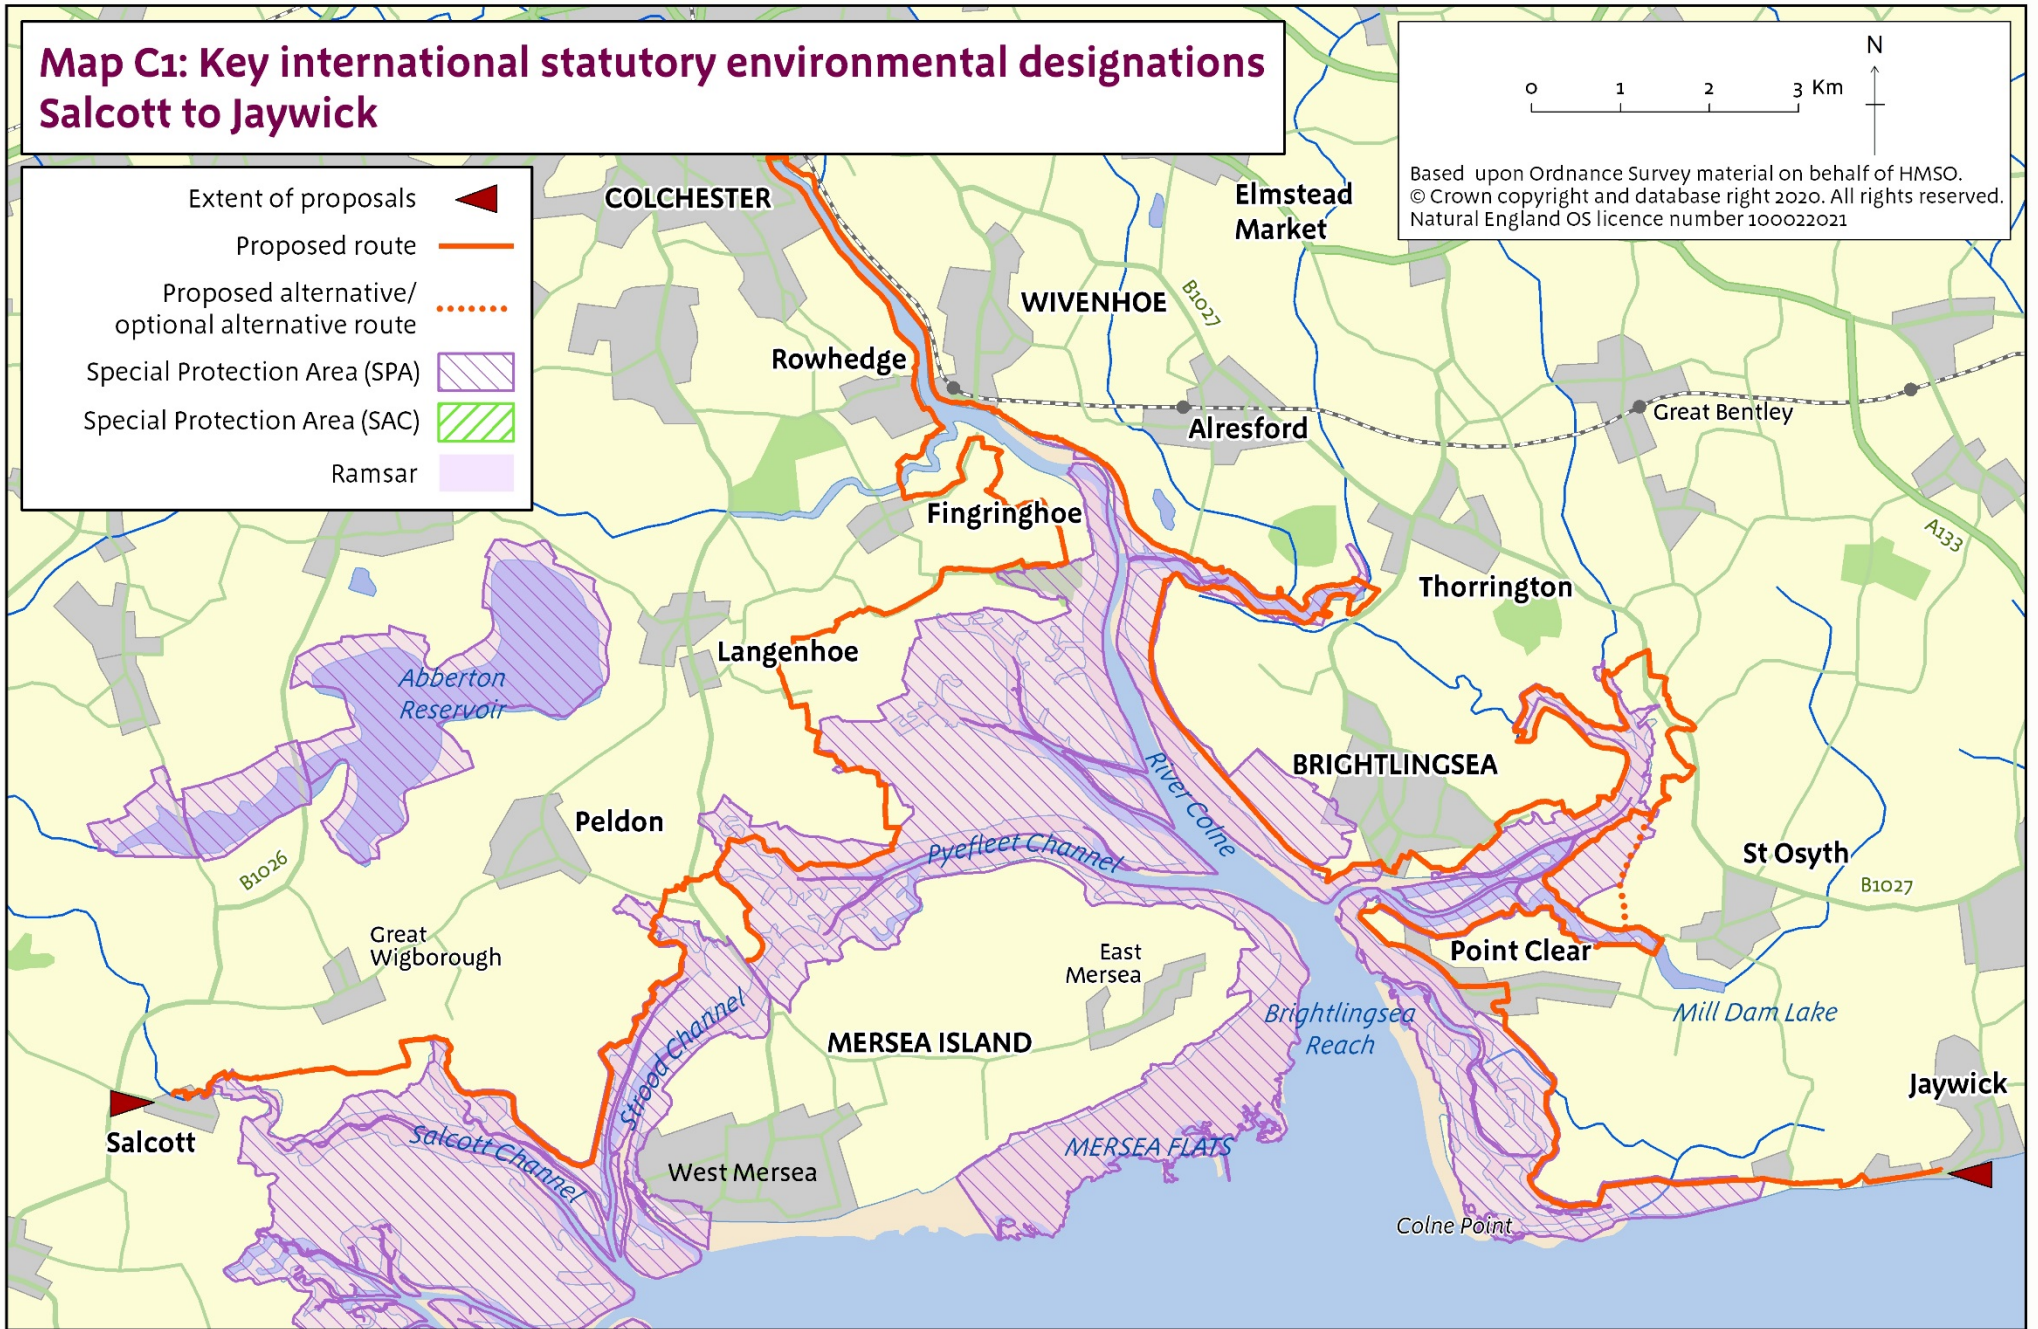 Map C1: Key international statutory environmental designations
Salcott to Jaywick
N
0 1 2 3 Km
Based upon Ordnance Survey material on behalf of HMSO.
© Crown copyright and database right 2020. All rights reserved.
Natural England OS licence number 100022021
Extent of proposals
Proposed route
Proposed alternative/
optional alternative route
Special Protection Area (SPA)
Special Protection Area (SAC)
Ramsar
COLCHESTER
Elmstead
Market
WIVENHOE
B1027
Rowhedge
Great Bentley
Alresford
Fingringhoe
A133
Thorrington
Langenhoe
Abberton
Reservoir
BRIGHTLINGSEA
River Colne
Peldon
Pyefleet Channel
St Osyth
B1026
B1027
Great
Wigborough
East
Mersea
Point Clear
Mill Dam Lake
Brightlingsea
Reach
MERSEA ISLAND
Strood Channel
Jaywick
Salcott
Salcott Channel
MERSEA FLATS
West Mersea
Colne Point